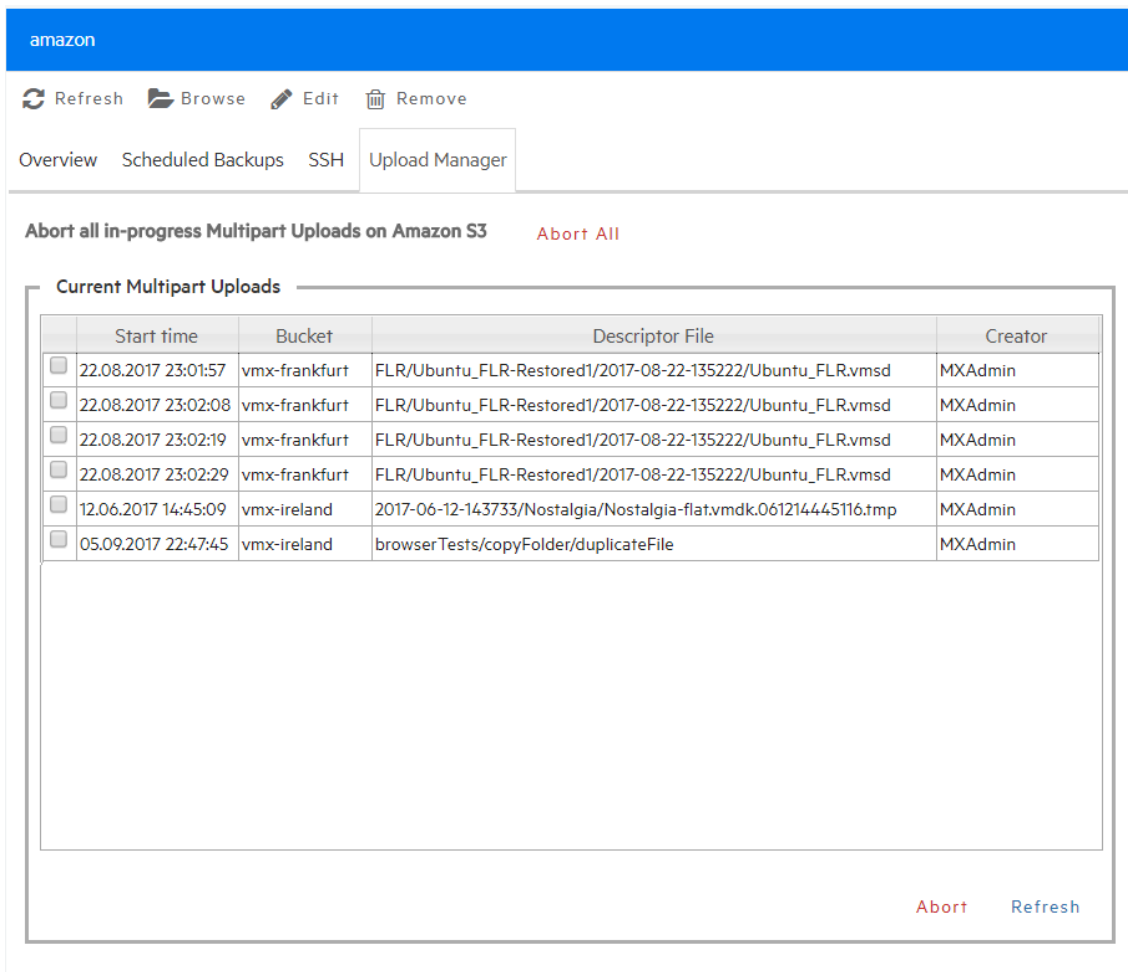 amazon
Refresh Browse Edit Remove
Overview Scheduled Backups SSH Upload Manager
Abort all in-progress Multipart Uploads on Amazon S3 Abort All
Current Multipart Uploads
Start time Bucket Descriptor File Creator
22.08.2017 23:01:57 vmx-frankfurt FLR/Ubuntu_FLR-Restored1/2017-08-22-135222/Ubuntu_FLR.vmsd MXAdmin
22.08.2017 23:02:08 vmx-frankfurt FLR/Ubuntu_FLR-Restored1/2017-08-22-135222/Ubuntu_FLR.vmsd MXAdmin
22.08.2017 23:02:19 vmx-frankfurt FLR/Ubuntu_FLR-Restored1/2017-08-22-135222/Ubuntu_FLR.vmsd MXAdmin
22.08.2017 23:02:29 vmx-frankfurt FLR/Ubuntu_FLR-Restored1/2017-08-22-135222/Ubuntu_FLR.vmsd MXAdmin
12.06.2017 14:45:09 vmx-ireland 2017-06-12-143733/Nostalgia/Nostalgia-flat.vmdk.061214445116.tmp MXAdmin
05.09.2017 22:47:45 vmx-ireland browserTests/copyFolder/duplicateFile MXAdmin
Abort Refresh